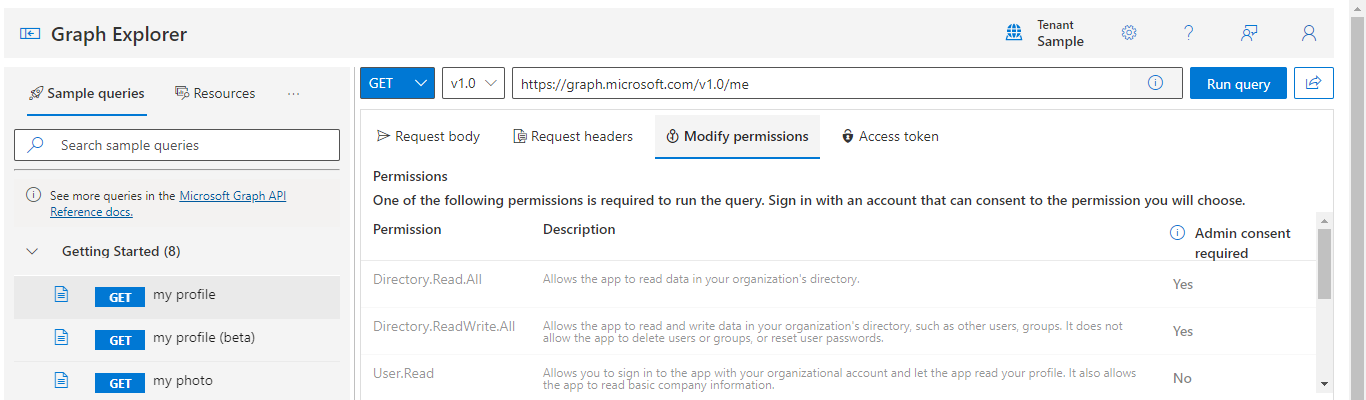 Graph Explorer
Tenant
Sample
Sample queries
Resources
...
Search sample queries
See more queries in the Microsoft Graph API
Reference docs.
Getting Started (8)
GET my profile
GET my profile (beta)
GET my photo
GET v1.0 https://graph.microsoft.com/v1.0/me Run query
Request body Request headers Modify permissions Access token
Permissions
One of the following permissions is required to run the query. Sign in with an account that can consent to the permission you will choose.
Permission Description Admin consent
required
Directory.Read.All Allows the app to read data in your organization's directory. Yes
Directory.ReadWrite.All Allows the app to read and write data in your organization's directory, such as other users, groups. It does not Yes
allow the app to delete users or groups, or reset user passwords.
User.Read Allows you to sign in to the app with your organizational account and let the app read your profile. It also allows No
the app to read basic company information.